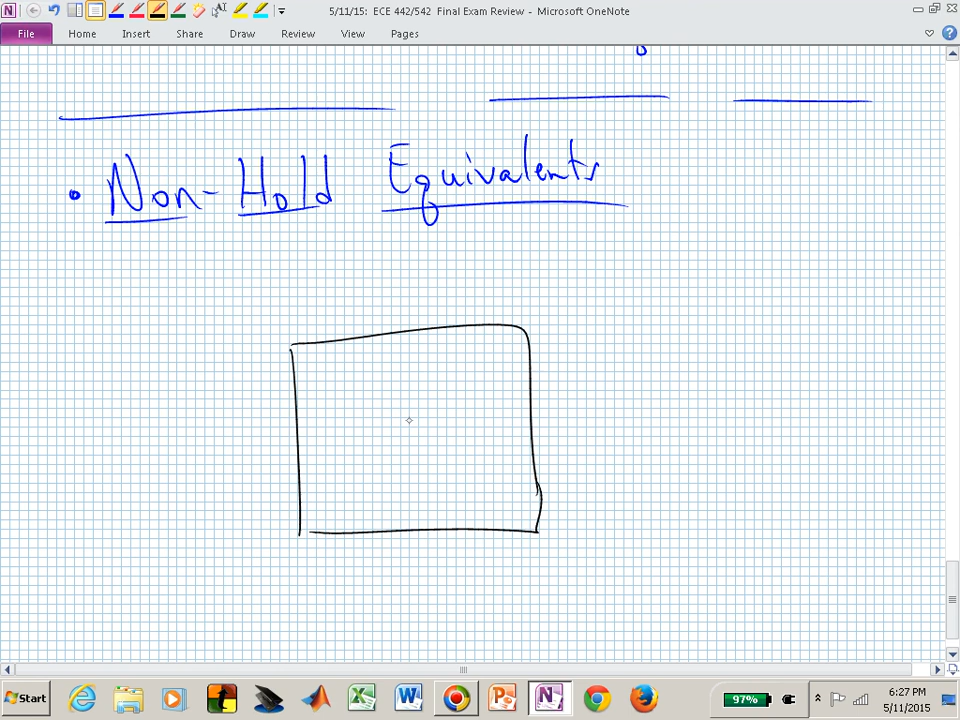 5/11/15: ECE 442/542 Final Exam Review - Microsoft OneNote
File Home Insert Share Draw Review View Pages
• Non-Hold Equivalents
Start 97% 6:27 PM
5/11/2015